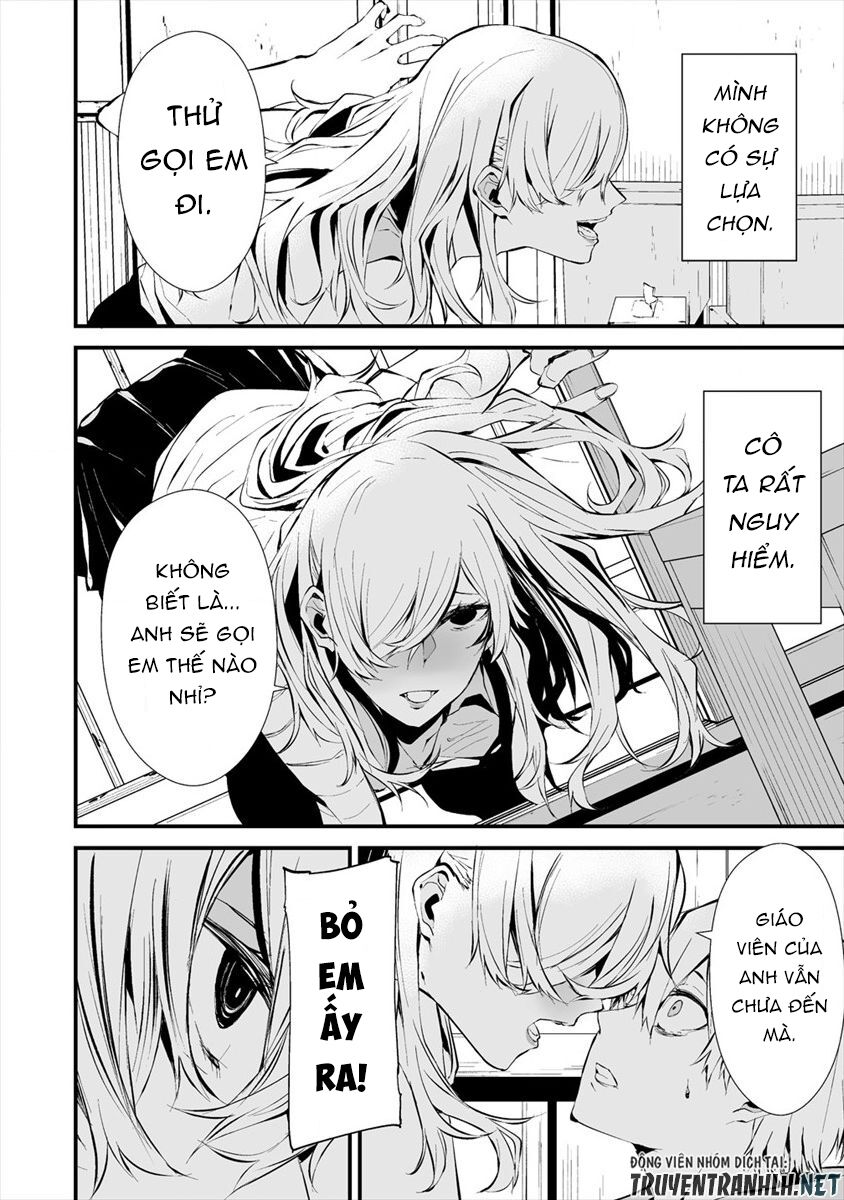 MÌNH
KHÔNG
CÓ SỰ
LỰA
CHỌN.
THỬ
GỌI EM
ĐI.
CÔ
TA RẤT
NGUY
HIỂM.
KHÔNG
BIẾT LÀ...
ANH SẼ GỌI
EM THẾ NÀO
NHỈ?
GIÁO
VIÊN CỦA
ANH VẪN
CHƯA ĐẾN
MÀ.
BỎ
EM
ẤY
RA!
ĐỘNG VIÊN NHÓM DỊCH TẠI:
TRUYENTRANHLH.NET